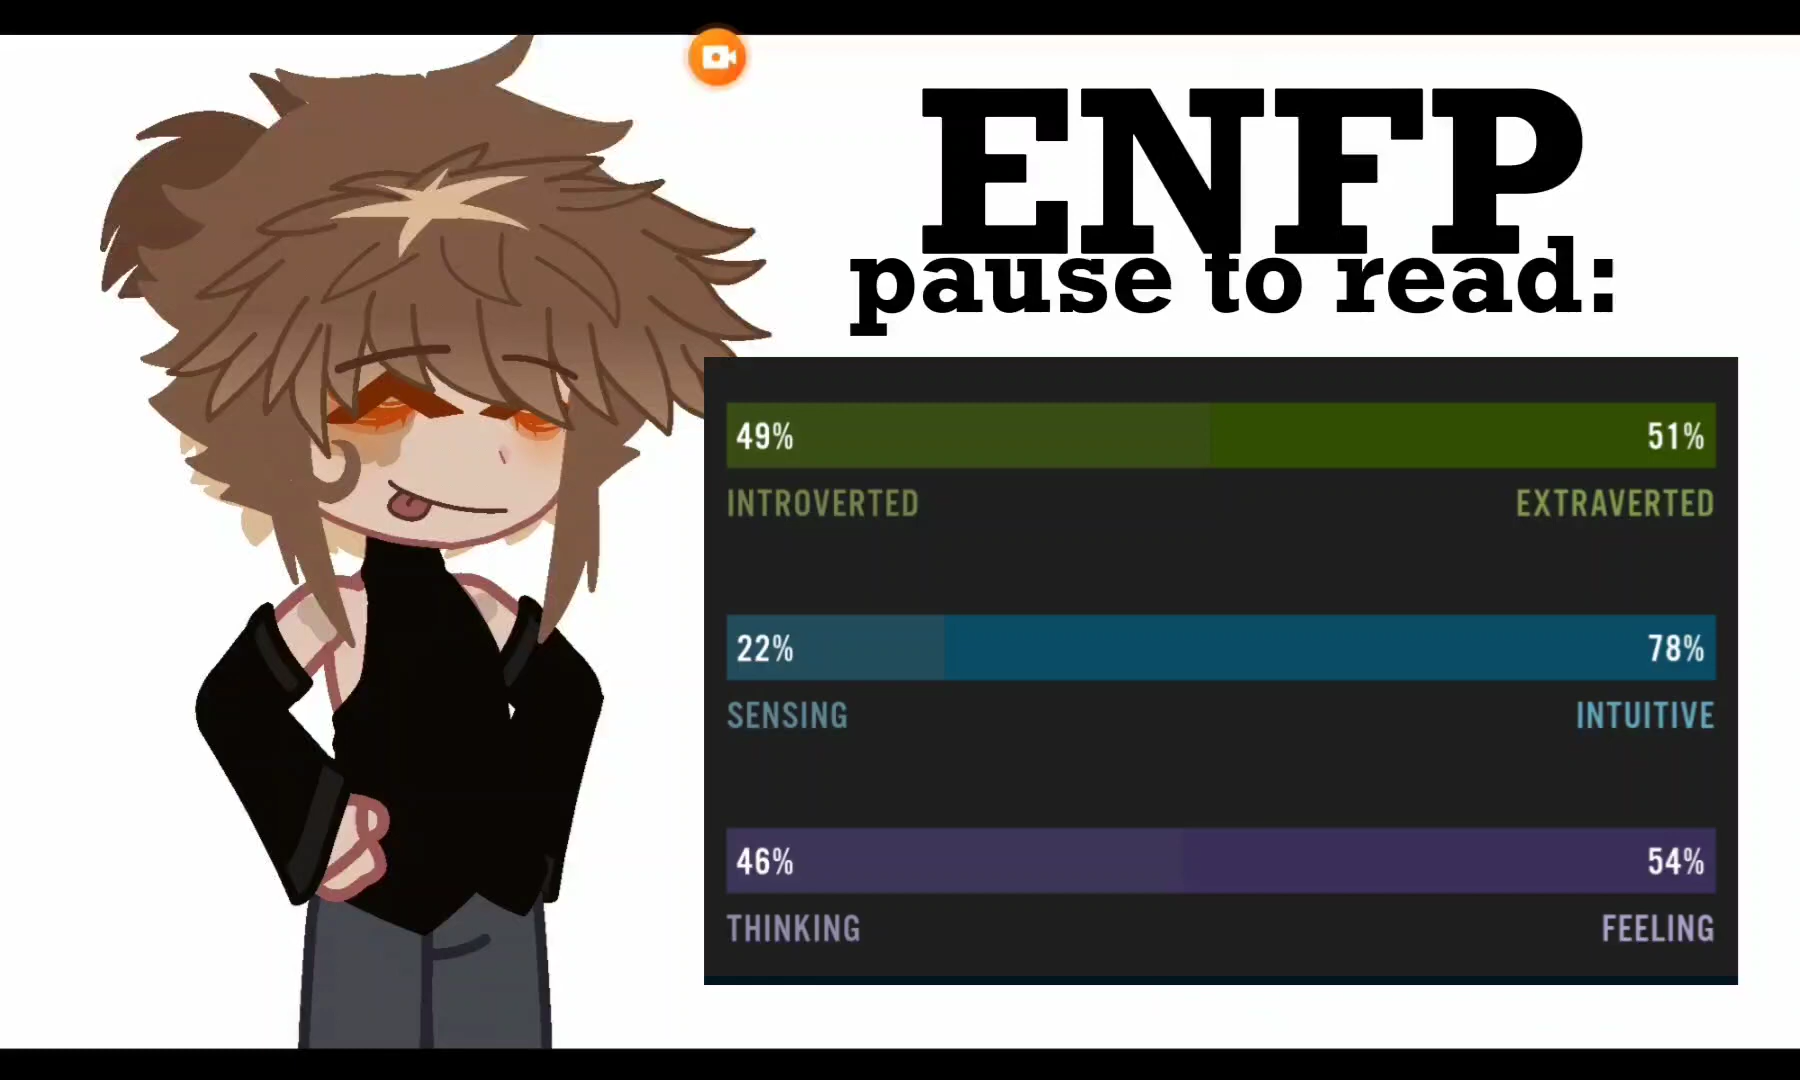 ENFP
pause to read:
49% 51%
INTROVERTED EXTRAVERTED
22% 78%
SENSING INTUITIVE
46% 54%
THINKING FEELING